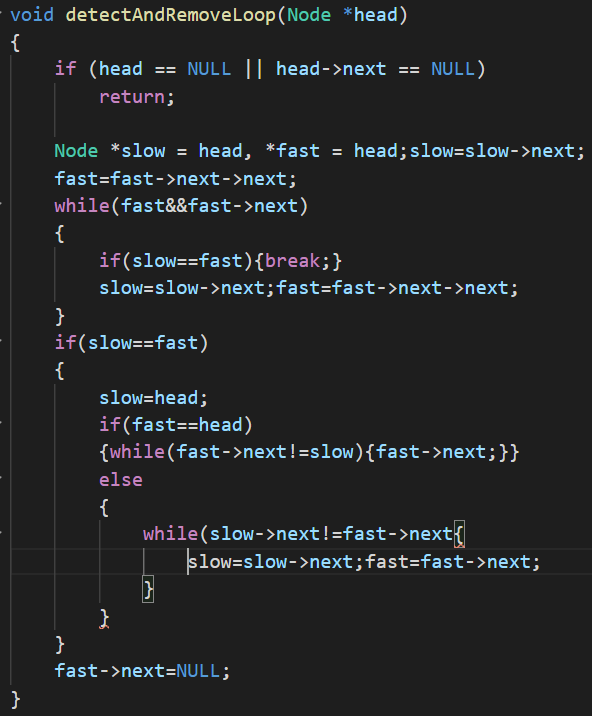 void detectAndRemoveLoop(Node *head)
{
    if (head == NULL || head->next == NULL)
        return;

    Node *slow = head, *fast = head;slow=slow->next;
    fast=fast->next->next;
    while(fast&&fast->next)
    {
        if(slow==fast){break;}
        slow=slow->next;fast=fast->next->next;
    }
    if(slow==fast)
    {
        slow=head;
        if(fast==head)
        {while(fast->next!=slow){fast->next;}}
        else
        {
            while(slow->next!=fast->next{
                slow=slow->next;fast=fast->next;
            }
        }
    }
    fast->next=NULL;
}